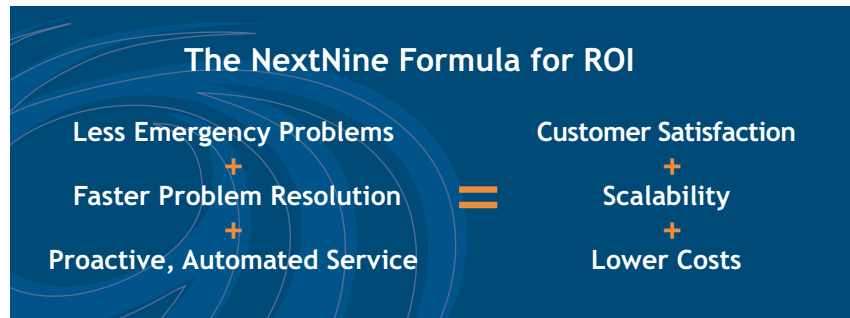 The NextNine Formula for ROI
Less Emergency Problems
+
Faster Problem Resolution
+
Proactive, Automated Service
=
Customer Satisfaction
+
Scalability
+
Lower Costs